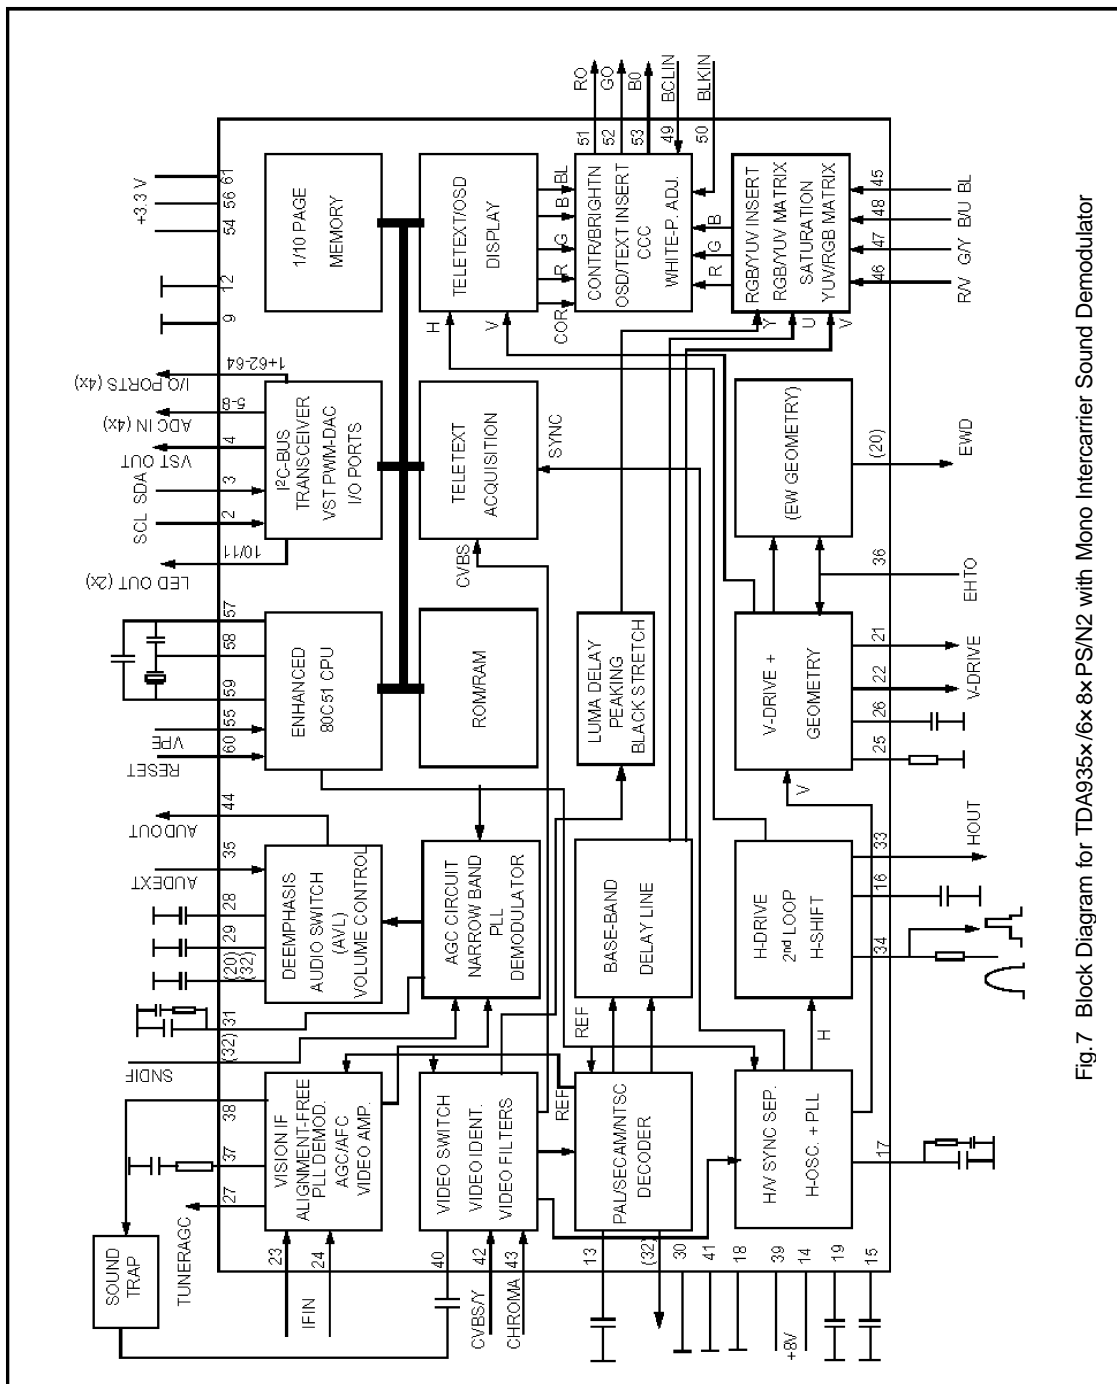 SOUND
TRAP
TUNERAGC
27
37
38
SNDIF
(32)
31
(20)
(32)
29
28
AUDEXT
35
AUDOUT
44
RESET
60
VPE
55
59
58
57
LED OUT (2x)
10/11
SCL
2
SDA
3
VST OUT
4
ADC IN (4x)
5-8
I/O PORTS (4x)
1+62-64
9
12
+3.3 V
54
56
61
IFIN
23
24
VISION IF
ALIGNMENT-FREE
PLL DEMOD.
AGC/AFC
VIDEO AMP.
DEEMPHASIS
AUDIO SWITCH
(AVL)
VOLUME CONTROL
ENHANCED
80C51 CPU
I²C-BUS
TRANSCEIVER
VST PWM-DAC
I/O PORTS
1/10 PAGE
MEMORY
CVBS/Y
CHROMA
40
42
43
VIDEO SWITCH
VIDEO IDENT.
VIDEO FILTERS
AGC CIRCUIT
NARROW BAND
PLL
DEMODULATOR
ROM/RAM
CVBS
TELETEXT
ACQUISITION
SYNC
H
V
TELETEXT/OSD
DISPLAY
REF
REF
13
(32)
PAL/SECAM/NTSC
DECODER
BASE-BAND
DELAY LINE
LUMA DELAY
PEAKING
BLACK STRETCH
COR
R
G
B
BL
CONTR/BRIGHTN
OSD/TEXT INSERT
CCC
WHITE-P. ADJ.
51
52
53
49
50
RO
GO
B0
BCLIN
BLKIN
R
G
B
30
41
18
39
14
+8V
19
15
H/V SYNC SEP.
H-OSC. + PLL
17
H
H-DRIVE
2nd LOOP
H-SHIFT
34
16
33
HOUT
V
V-DRIVE +
GEOMETRY
25
26
22
21
V-DRIVE
36
EHTO
(EW GEOMETRY)
(20)
EWD
Y
U
V
RGB/YUV INSERT
RGB/YUV MATRIX
SATURATION
YUV/RGB MATRIX
46
47
48
45
R/V
G/Y
B/U
BL
Fig.7 Block Diagram for TDA935×/6×8×PS/N2 with Mono Intercarrier Sound Demodulator